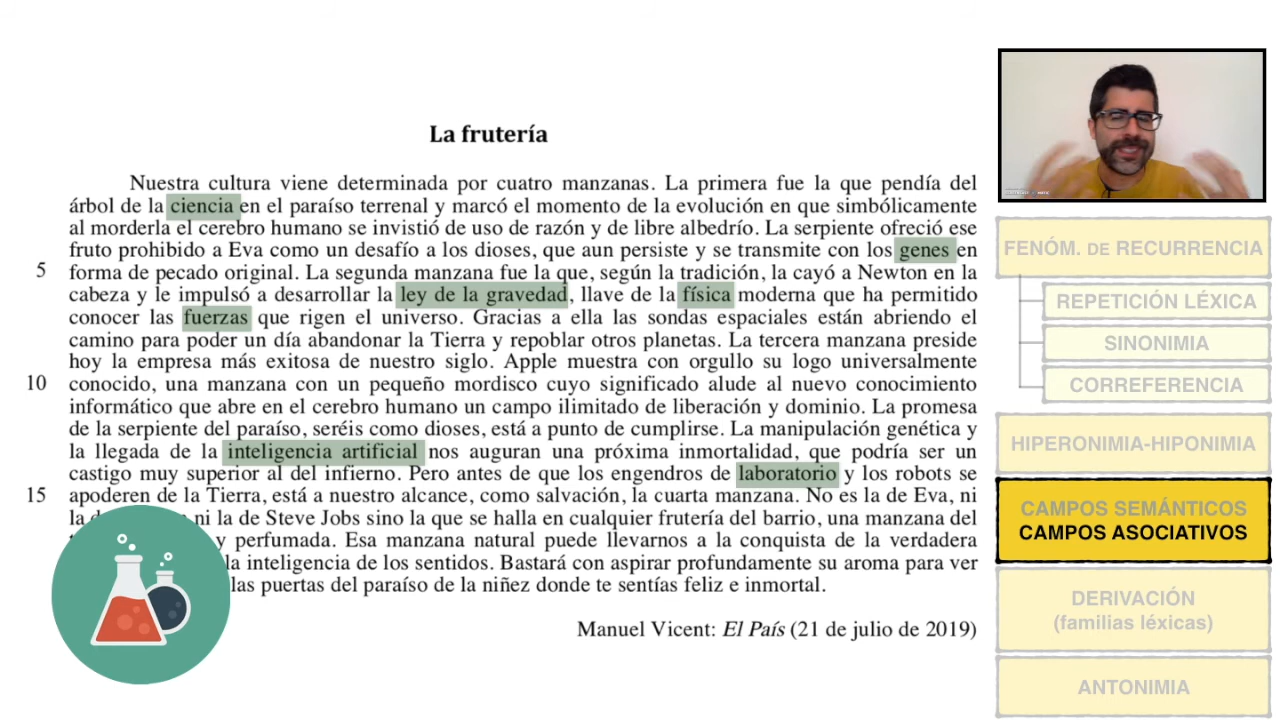 La frutería
Nuestra cultura viene determinada por cuatro manzanas. La primera fue la que pendía del
árbol de la ciencia en el paraíso terrenal y marcó el momento de la evolución en que simbólicamente
al morderla el cerebro humano se invistió de uso de razón y de libre albedrío. La serpiente ofreció ese
fruto prohibido a Eva como un desafío a los dioses, que aun persiste y se transmite con los genes en
5 forma de pecado original. La segunda manzana fue la que, según la tradición, la cayó a Newton en la
cabeza y le impulsó a desarrollar la ley de la gravedad, llave de la física moderna que ha permitido
conocer las fuerzas que rigen el universo. Gracias a ella las sondas espaciales están abriendo el
camino para poder un día abandonar la Tierra y repoblar otros planetas. La tercera manzana preside
hoy la empresa más exitosa de nuestro siglo. Apple muestra con orgullo su logo universalmente
10 conocido, una manzana con un pequeño mordisco cuyo significado alude al nuevo conocimiento
informático que abre en el cerebro humano un campo ilimitado de liberación y dominio. La promesa
de la serpiente del paraíso, seréis como dioses, está a punto de cumplirse. La manipulación genética y
la llegada de la inteligencia artificial nos auguran una próxima inmortalidad, que podría ser un
castigo muy superior al del infierno. Pero antes de que los engendros de laboratorio y los robots se
15 apoderen de la Tierra, está a nuestro alcance, como salvación, la cuarta manzana. No es la de Eva, ni
la ni la de Steve Jobs sino la que se halla en cualquier frutería del barrio, una manzana del
y perfumada. Esa manzana natural puede llevarnos a la conquista de la verdadera
la inteligencia de los sentidos. Bastará con aspirar profundamente su aroma para ver
las puertas del paraíso de la niñez donde te sentías feliz e inmortal.
Manuel Vicent: El País (21 de julio de 2019)
FENÓM. DE RECURRENCIA
REPETICIÓN LÉXICA
SINONIMIA
CORREFERENCIA
HIPERONIMIA-HIPONIMIA
CAMPOS SEMÁNTICOS
CAMPOS ASOCIATIVOS
DERIVACIÓN
(familias léxicas)
ANTONIMIA